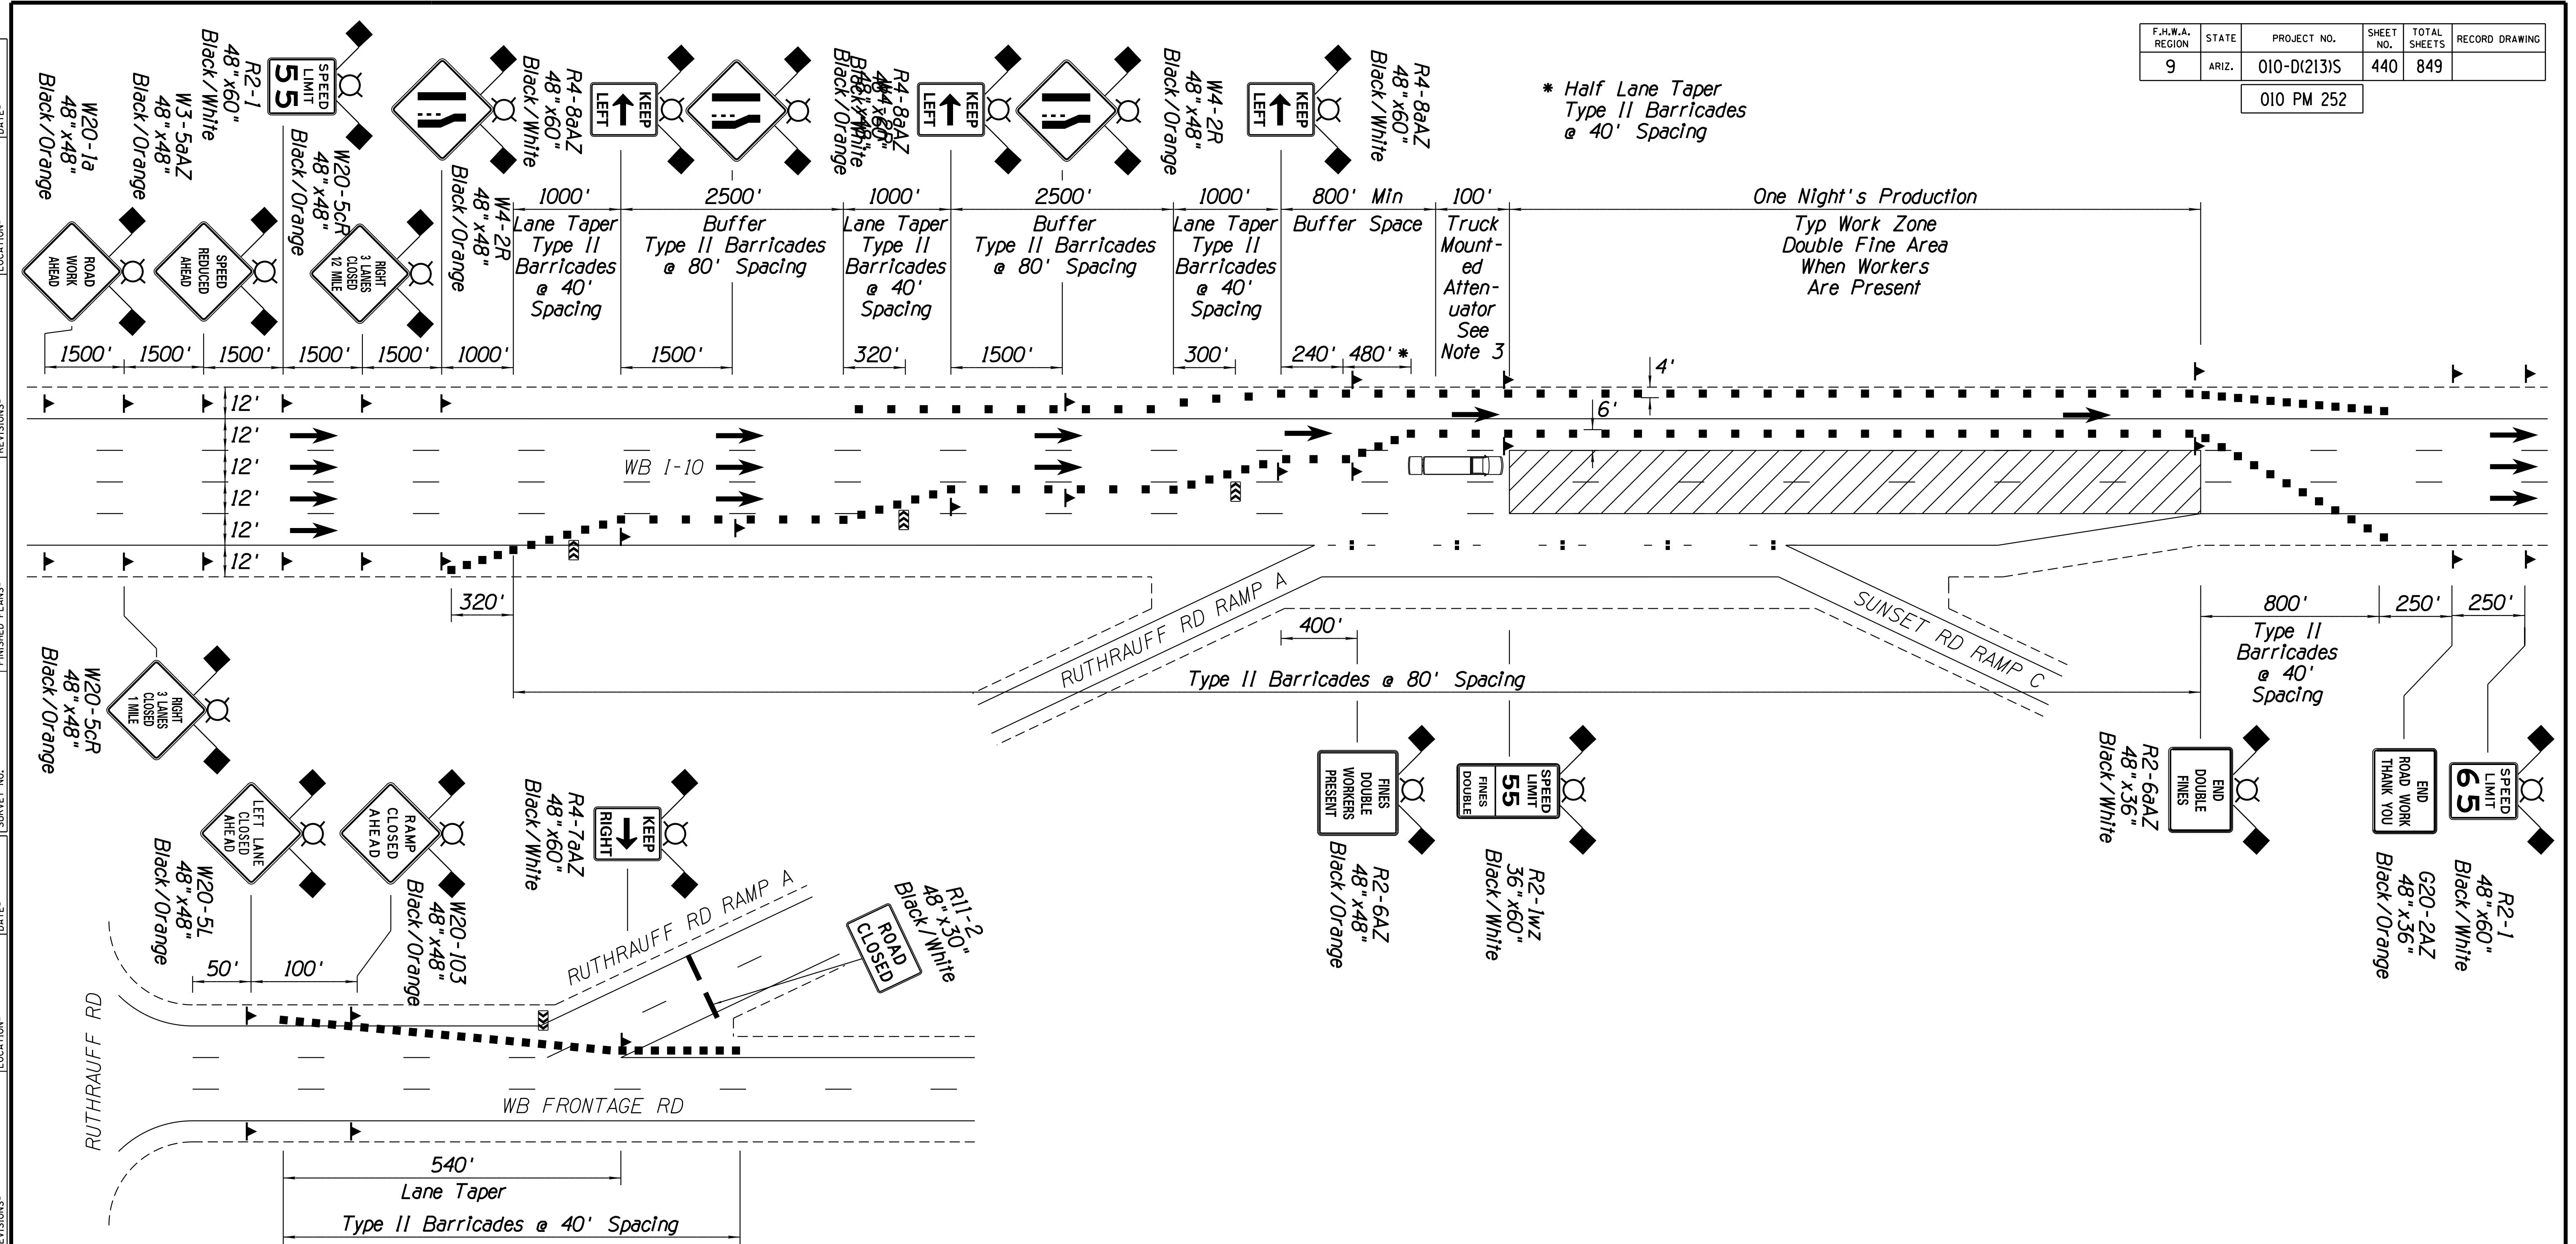 F.H.W.A. REGION STATE PROJECT NO. SHEET NO. TOTAL SHEETS RECORD DRAWING
9 ARIZ. 010-D(213)S 440 849
010 PM 252
* Half Lane Taper
Type II Barricades
@ 40' Spacing
W20-1a
48"x48"
Black/Orange
ROAD
WORK
AHEAD
W3-5aAZ
48"x48"
Black/Orange
SPEED
REDUCED
AHEAD
R2-1
48"x60"
Black/White
SPEED
LIMIT
55
W20-5cR
48"x48"
Black/Orange
RIGHT
3 LANES
CLOSED
1/2 MILE
W4-2R
48"x48"
Black/Orange
R4-8aAZ
48"x60"
Black/White
KEEP
LEFT
R4-8aAZ
48"x60"
Black/White
W4-2R
48"x48"
Black/Orange
KEEP
LEFT
W4-2R
48"x48"
Black/Orange
KEEP
LEFT
R4-8aAZ
48"x60"
Black/White
1000'
Lane Taper
Type II
Barricades
@ 40'
Spacing
2500'
Buffer
Type II Barricades
@ 80' Spacing
1000'
Lane Taper
Type II
Barricades
@ 40'
Spacing
2500'
Buffer
Type II Barricades
@ 80' Spacing
1000'
Lane Taper
Type II
Barricades
@ 40'
Spacing
800' Min
Buffer Space
100'
Truck
Mount-
ed
Atten-
uator
See
Note 3
One Night's Production
Typ Work Zone
Double Fine Area
When Workers
Are Present
1500' 1500' 1500' 1500' 1500' 1000' 1500' 320' 1500' 300' 240' 480' *
4'
6'
12'
12'
12'
12'
12'
12'
WB I-10
320'
RUTHRAUFF RD RAMP A
SUNSET RD RAMP C
400'
Type II Barricades @ 80' Spacing
800' 250' 250'
Type II
Barricades
@ 40'
Spacing
W20-5cR
48"x48"
Black/Orange
RIGHT
3 LANES
CLOSED
1 MILE
W20-5L
48"x48"
Black/Orange
LEFT LANE
CLOSED
AHEAD
W20-103
48"x48"
Black/Orange
RAMP
CLOSED
AHEAD
R4-7aAZ
48"x60"
Black/White
KEEP
RIGHT
R11-2
48"x30"
Black/White
ROAD
CLOSED
FINES
DOUBLE
WORKERS
PRESENT
R2-6AZ
48"x48"
Black/Orange
SPEED
LIMIT
55
FINES
DOUBLE
R2-1wz
36"x60"
Black/White
R2-6aAZ
48"x36"
Black/White
END
DOUBLE
FINES
END
ROAD WORK
THANK YOU
G20-2AZ
48"x36"
Black/Orange
SPEED
LIMIT
65
R2-1
48"x60"
Black/White
50' 100'
RUTHRAUFF RD
RUTHRAUFF RD RAMP A
WB FRONTAGE RD
540'
Lane Taper
Type II Barricades @ 40' Spacing